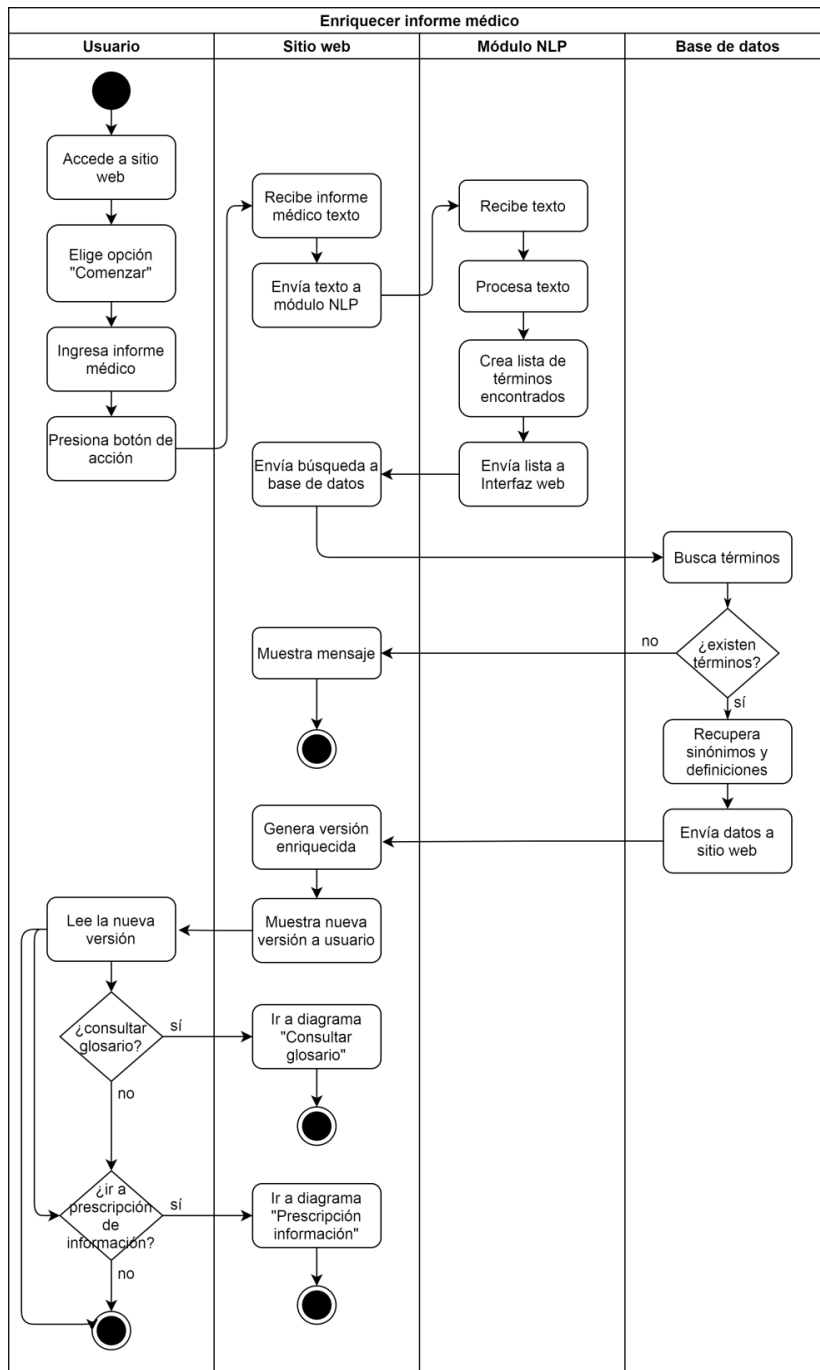 Enriquecer informe médico
Usuario
Sitio web
Módulo NLP
Base de datos
Accede a sitio
web
Elige opción
"Comenzar"
Ingresa informe
médico
Presiona botón de
acción
Recibe informe
médico texto
Envía texto a
módulo NLP
Recibe texto
Procesa texto
Crea lista de
términos
encontrados
Envía lista a
Interfaz web
Envía búsqueda a
base de datos
Busca términos
¿existen
términos?
no
Muestra mensaje
sí
Recupera
sinónimos y
definiciones
Envía datos a
sitio web
Genera versión
enriquecida
Muestra nueva
versión a usuario
Lee la nueva
versión
¿consultar
glosario?
sí
Ir a diagrama
"Consultar
glosario"
no
¿ir a
prescripción
de
información?
sí
Ir a diagrama
"Prescripción
información"
no